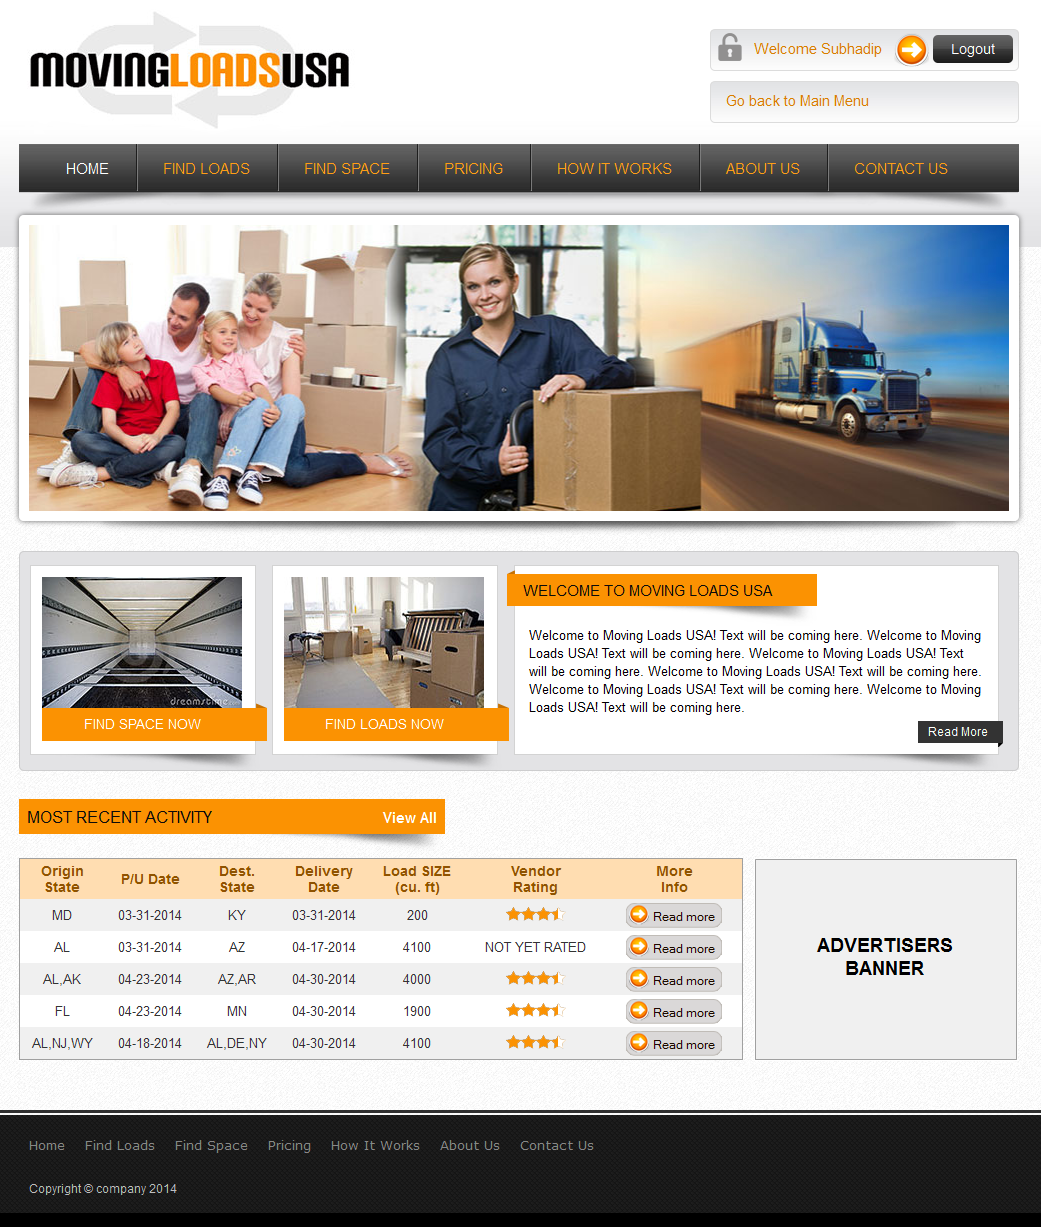 MOVINGLOADSUSA
Welcome Subhadip
Logout
Go back to Main Menu
HOME FIND LOADS FIND SPACE PRICING HOW IT WORKS ABOUT US CONTACT US
dreamstime
FIND SPACE NOW
FIND LOADS NOW
WELCOME TO MOVING LOADS USA
Welcome to Moving Loads USA! Text will be coming here. Welcome to Moving
Loads USA! Text will be coming here. Welcome to Moving Loads USA! Text
will be coming here. Welcome to Moving Loads USA! Text will be coming here.
Welcome to Moving Loads USA! Text will be coming here. Welcome to Moving
Loads USA! Text will be coming here.
Read More
MOST RECENT ACTIVITY View All
Origin State P/U Date Dest. State Delivery Date Load SIZE (cu. ft) Vendor Rating More Info
MD 03-31-2014 KY 03-31-2014 200 Read more
AL 03-31-2014 AZ 04-17-2014 4100 NOT YET RATED Read more
AL,AK 04-23-2014 AZ,AR 04-30-2014 4000 Read more
FL 04-23-2014 MN 04-30-2014 1900 Read more
AL,NJ,WY 04-18-2014 AL,DE,NY 04-30-2014 4100 Read more
ADVERTISERS
BANNER
Home Find Loads Find Space Pricing How It Works About Us Contact Us
Copyright © company 2014